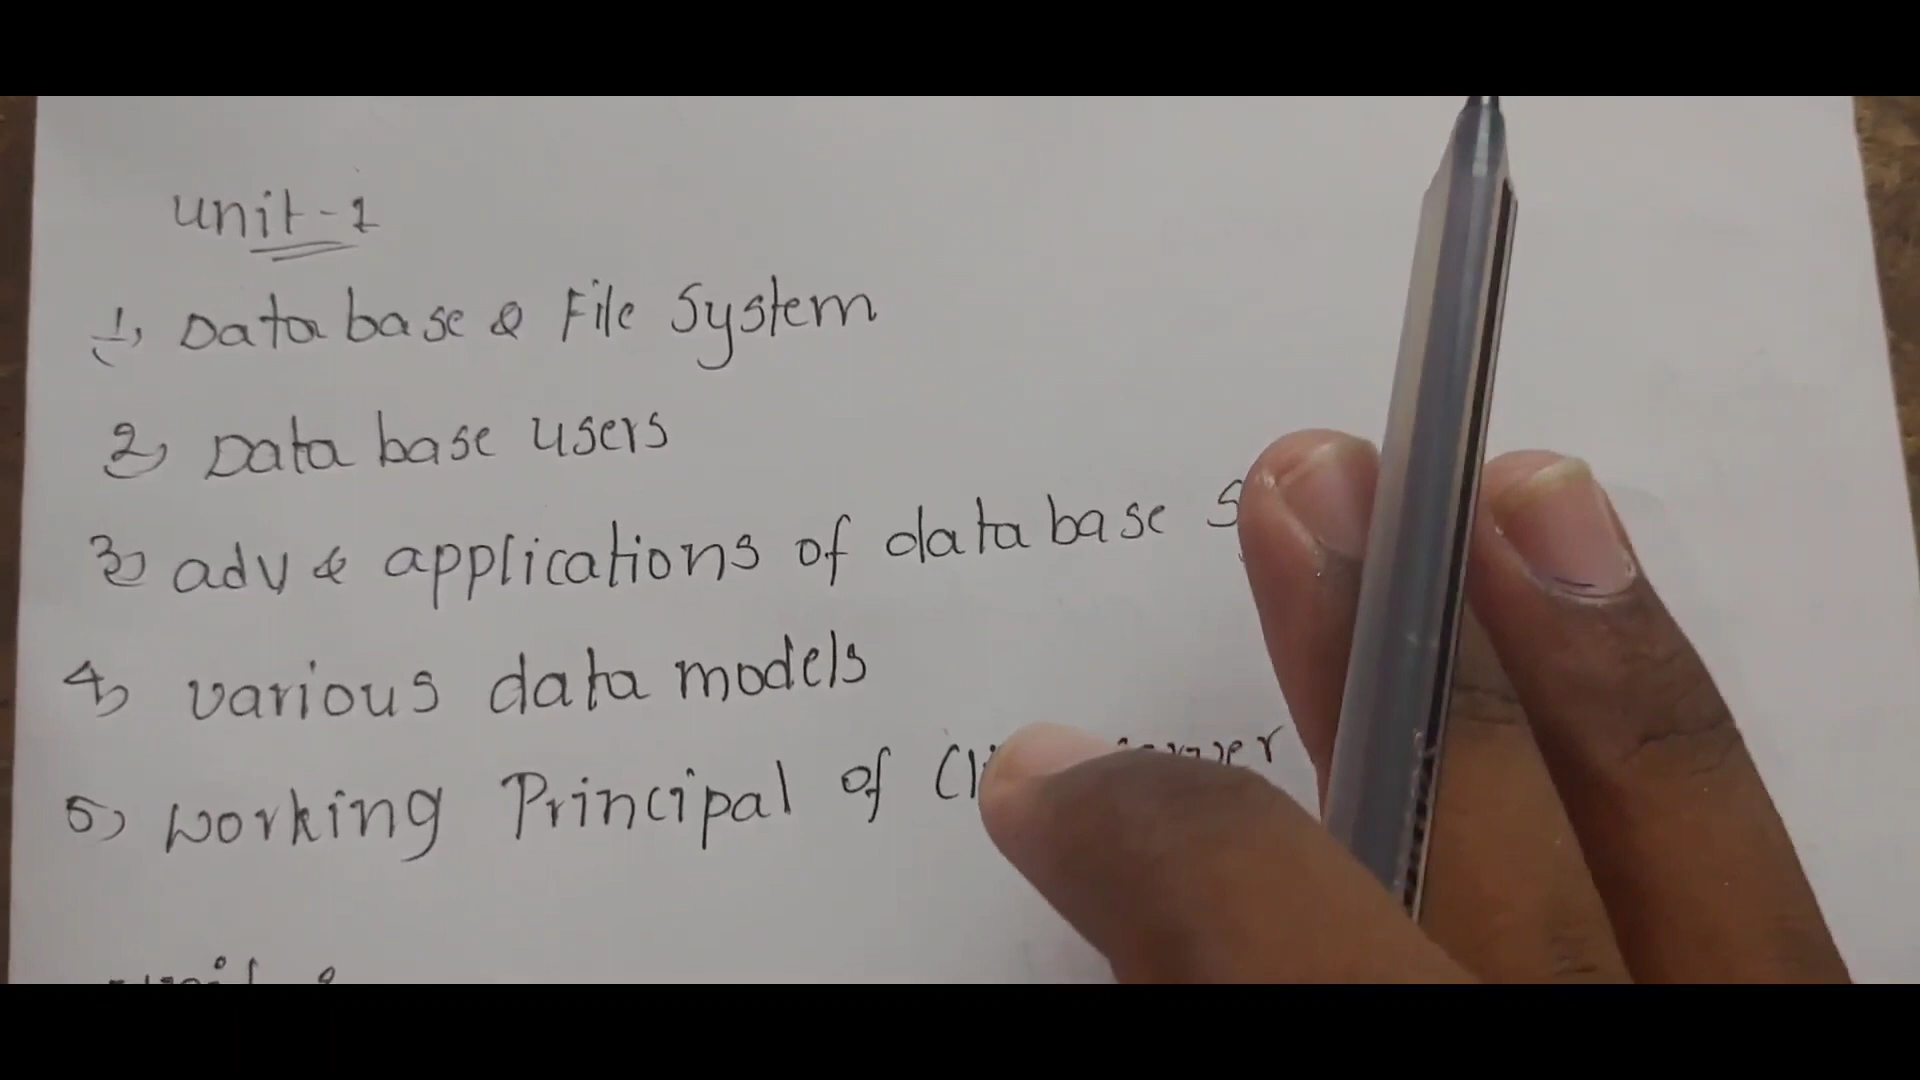 Unit-1
1) Data base & File System
2) Data base users
3) adv & applications of data base
4) various data models
5) Working Principal of